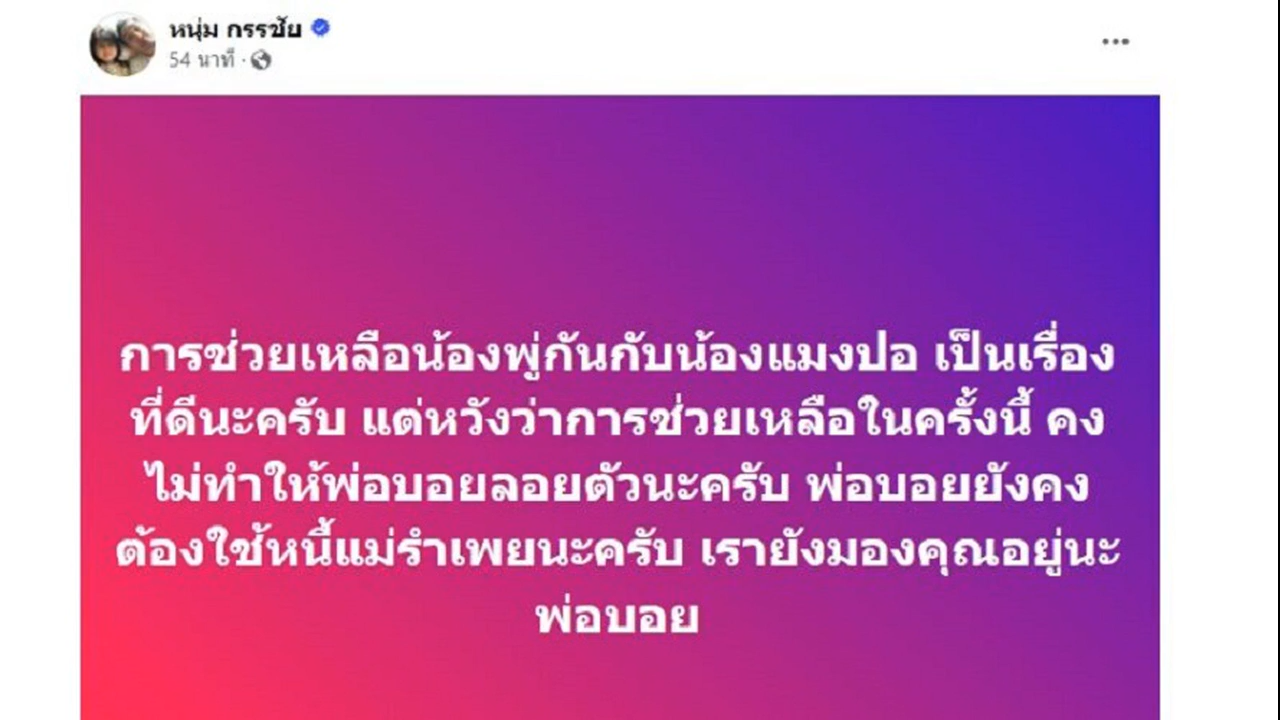 หนุ่ม กรรชัย
54 นาที ·
การช่วยเหลือน้องพู่กันกับน้องแมงปอ เป็นเรื่อง
ที่ดีนะครับ แต่หวังว่าการช่วยเหลือในครั้งนี้ คง
ไม่ทำให้พ่อบอยลอยตัวนะครับ พ่อบอยยังคง
ต้องใช้หนี้แม่รำเพยนะครับ เรายังมองคุณอยู่นะ
พ่อบอย